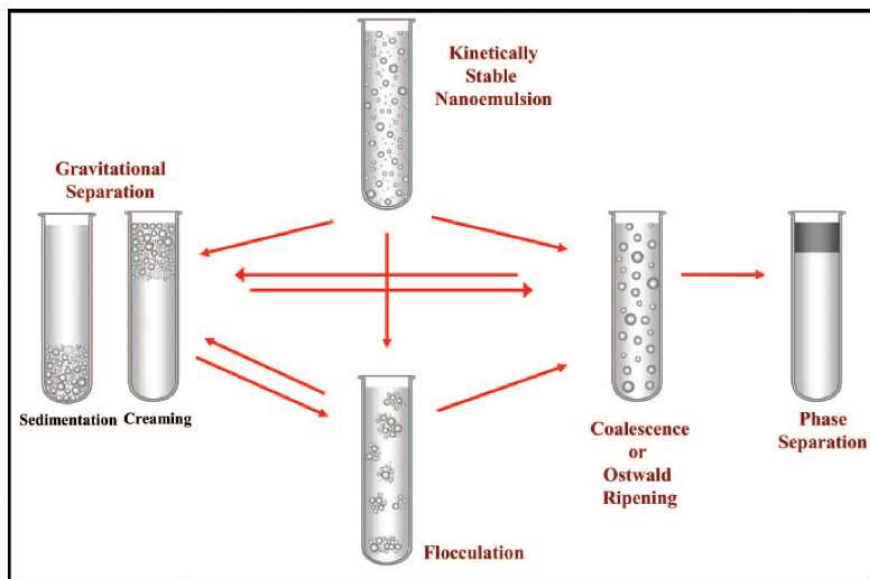 Kinetically
Stable
Nanoemulsion
Gravitational
Separation
Sedimentation
Creaming
Flocculation
Coalescence
or
Ostwald
Ripening
Phase
Separation